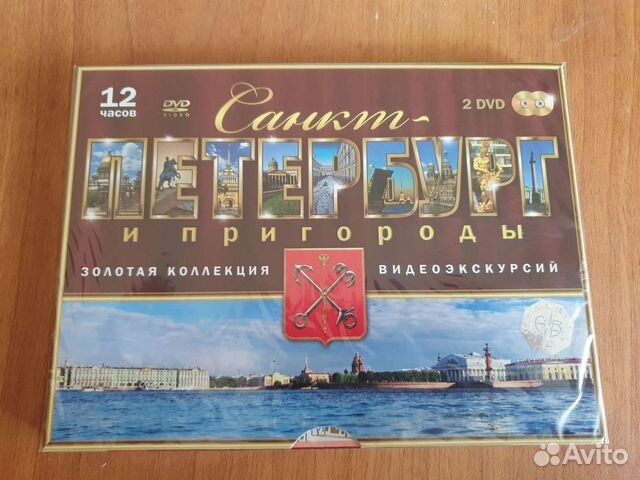 12 часов
DVD VIDEO
2 DVD
Санкт-
ПЕТЕРБУРГ
и пригороды
ЗОЛОТАЯ КОЛЛЕКЦИЯ ВИДЕОЭКСКУРСИЙ
Avito